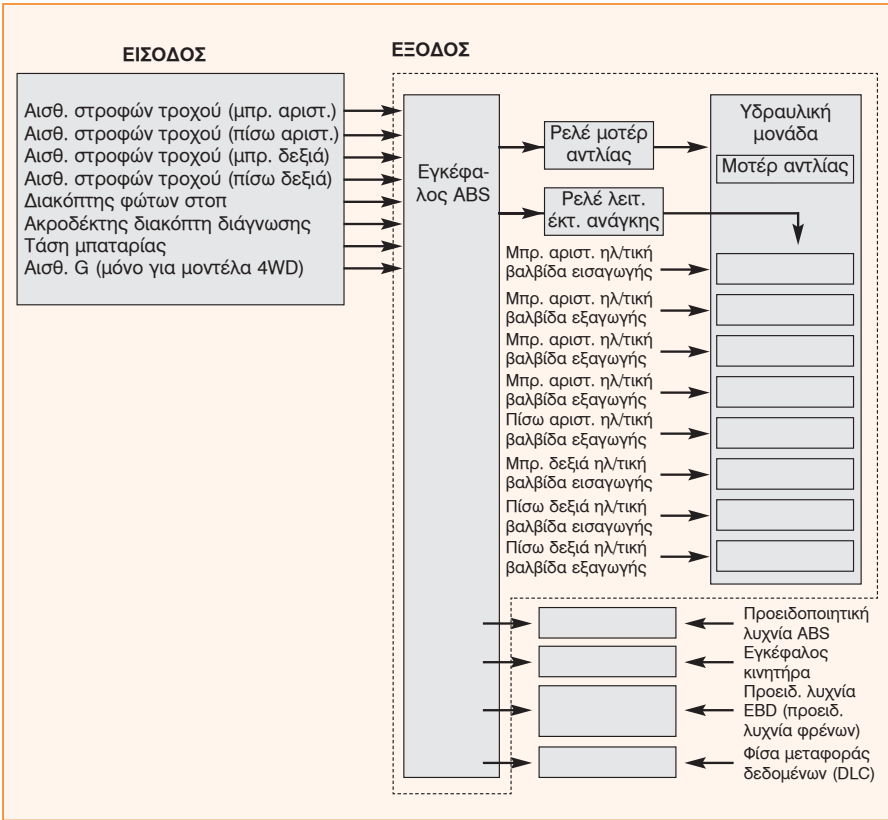 ΕΙΣΟΔΟΣ
Αισθ. στροφών τροχού (μπρ. αριστ.)
Αισθ. στροφών τροχού (πίσω αριστ.)
Αισθ. στροφών τροχού (μπρ. δεξιά)
Αισθ. στροφών τροχού (πίσω δεξιά)
Διακόπτης φώτων στοπ
Ακροδέκτης διακόπτη διάγνωσης
Τάση μπαταρίας
Αισθ. G (μόνο για μοντέλα 4WD)
ΕΞΟΔΟΣ
Εγκέφα-
λος ABS
Ρελέ μοτέρ
αντλίας
Ρελέ λειτ.
έκτ. ανάγκης
Υδραυλική
μονάδα
Μοτέρ αντλίας
Μπρ. αριστ. ηλ/τική
βαλβίδα εισαγωγής
Μπρ. αριστ. ηλ/τική
βαλβίδα εξαγωγής
Μπρ. αριστ. ηλ/τική
βαλβίδα εξαγωγής
Μπρ. αριστ. ηλ/τική
βαλβίδα εξαγωγής
Πίσω αριστ. ηλ/τική
βαλβίδα εξαγωγής
Μπρ. δεξιά ηλ/τική
βαλβίδα εισαγωγής
Πίσω δεξιά ηλ/τική
βαλβίδα εισαγωγής
Πίσω δεξιά ηλ/τική
βαλβίδα εξαγωγής
Προειδοποιητική
λυχνία ABS
Εγκέφαλος
κινητήρα
Προειδ. λυχνία
EBD (προειδ.
λυχνία φρένων)
Φίσα μεταφοράς
δεδομένων (DLC)